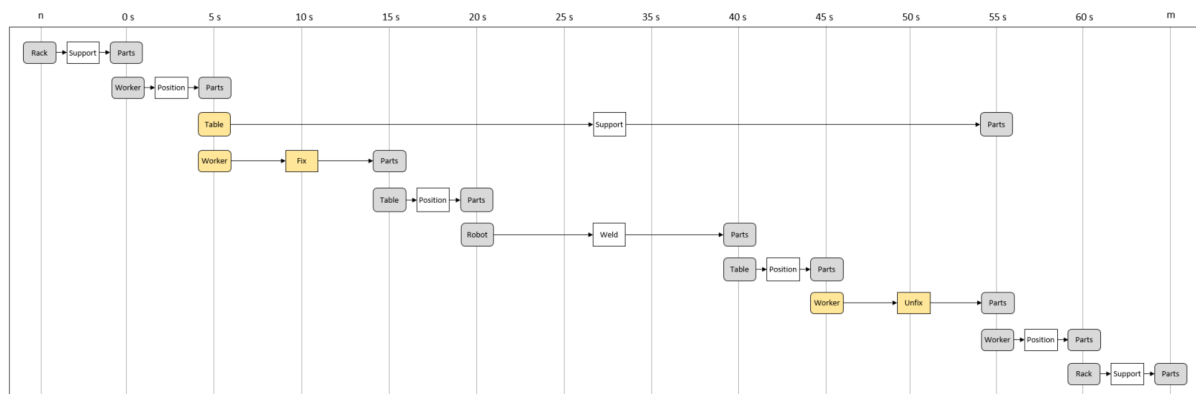 n 0 s 5 s 10 s 15 s 20 s 25 s 35 s 40 s 45 s 50 s 55 s 60 s m
Rack Support Parts
Worker Position Parts
Table Support Parts
Worker Fix Parts
Table Position Parts
Robot Weld Parts
Table Position Parts
Worker Unfix Parts
Worker Position Parts
Rack Support Parts